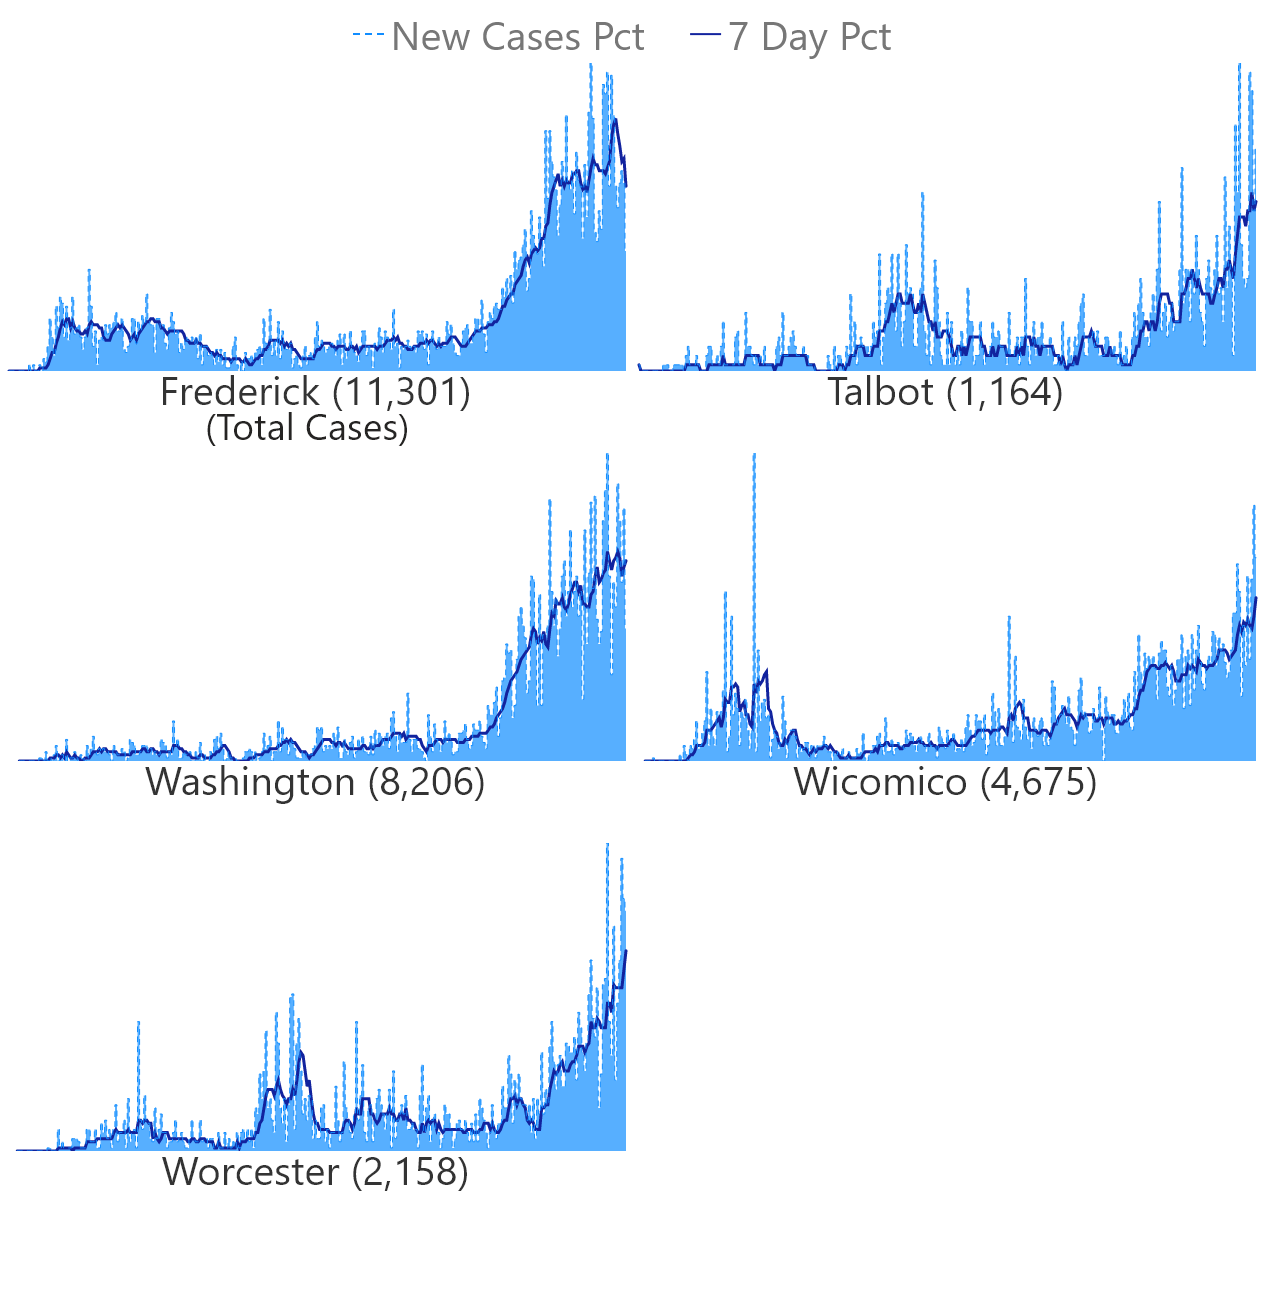 New Cases Pct 7 Day Pct
Frederick (11,301) Talbot (1,164)
(Total Cases)
Washington (8,206) Wicomico (4,675)
Worcester (2,158)